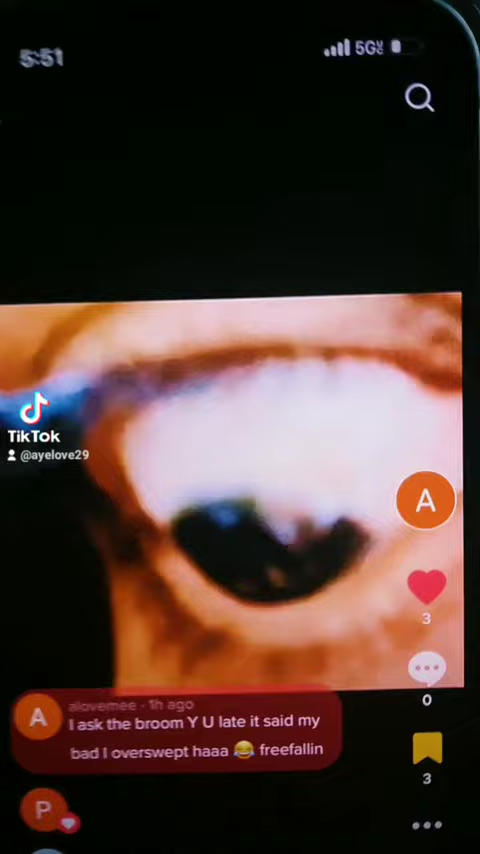 5:51
5G
TikTok
@ayelove29
A
3
0
alovemee · 1h ago
A
I ask the broom Y U late it said my
bad I overswept haaa 😂 freefallin
3
P